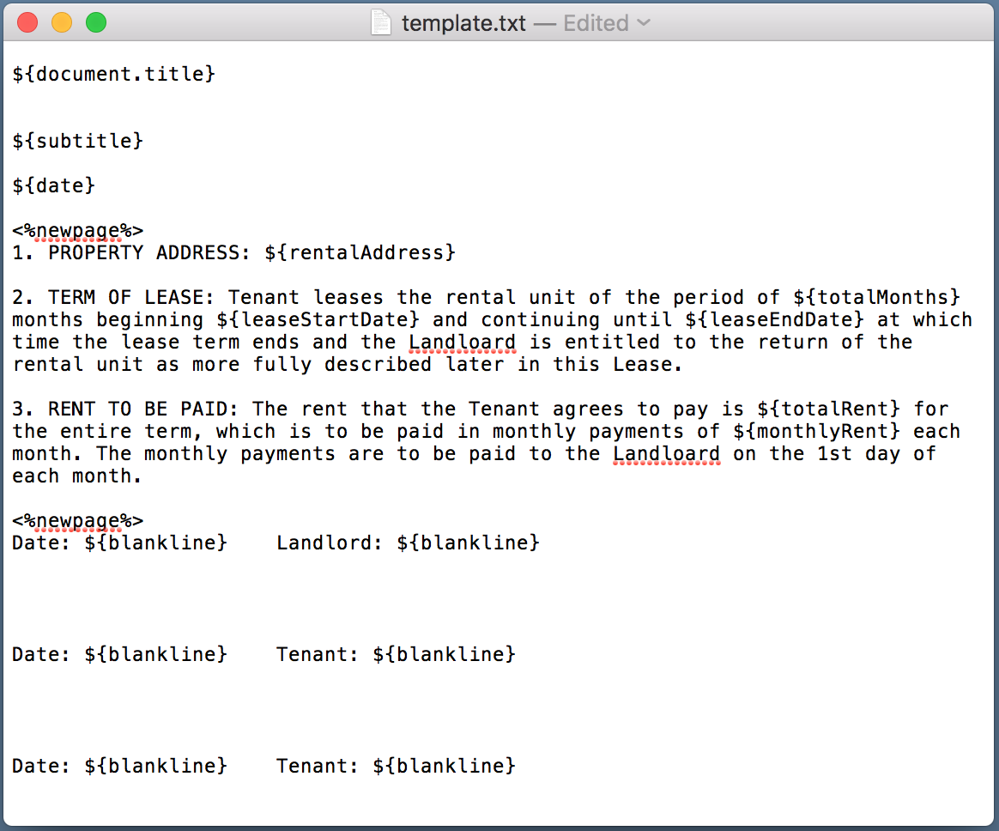 template.txt — Edited
${document.title}
${subtitle}
${date}
<%newpage%>
1. PROPERTY ADDRESS: ${rentalAddress}
2. TERM OF LEASE: Tenant leases the rental unit of the period of ${totalMonths}
months beginning ${leaseStartDate} and continuing until ${leaseEndDate} at which
time the lease term ends and the Landloard is entitled to the return of the
rental unit as more fully described later in this Lease.
3. RENT TO BE PAID: The rent that the Tenant agrees to pay is ${totalRent} for
the entire term, which is to be paid in monthly payments of ${monthlyRent} each
month. The monthly payments are to be paid to the Landloard on the 1st day of
each month.
<%newpage%>
Date: ${blankline}    Landlord: ${blankline}
Date: ${blankline}    Tenant: ${blankline}
Date: ${blankline}    Tenant: ${blankline}